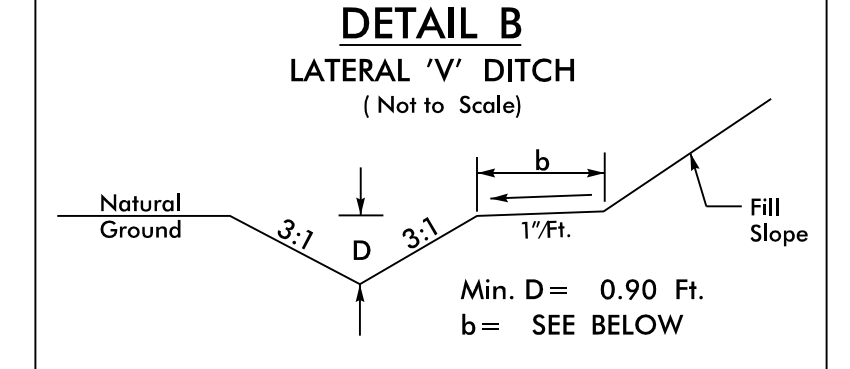 DETAIL B
LATERAL 'V' DITCH
( Not to Scale)
b
Natural
Ground
3:1
D
3:1
1"/Ft.
Fill
Slope
Min. D = 0.90 Ft.
b = SEE BELOW